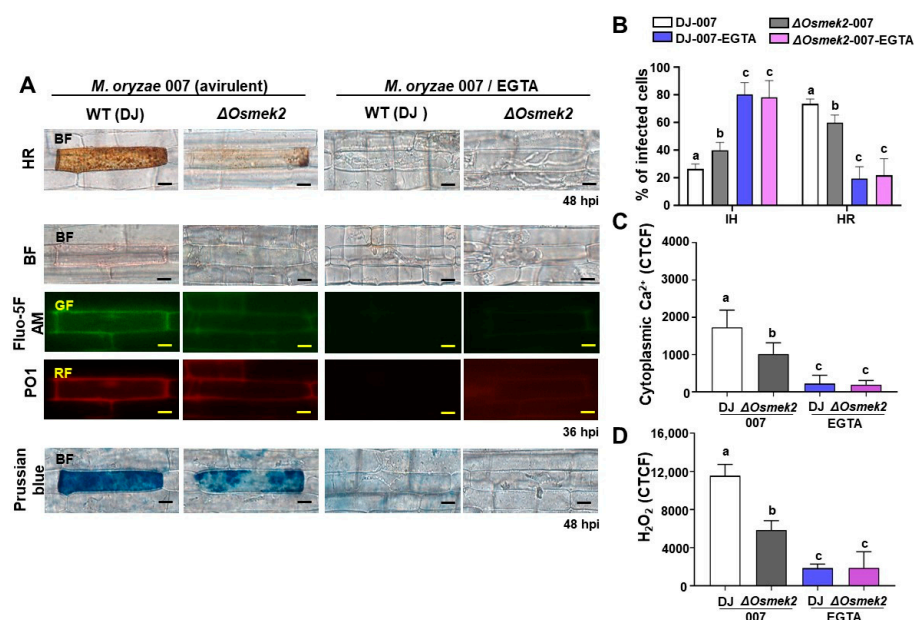 A
M. oryzae 007 (avirulent)
M. oryzae 007 / EGTA
WT (DJ)
ΔOsmek2
WT (DJ )
ΔOsmek2
HR
BF
48 hpi
BF
BF
Fluo-5F
AM
GF
PO1
RF
36 hpi
Prussian
blue
BF
48 hpi
B
DJ-007
ΔOsmek2-007
DJ-007-EGTA
ΔOsmek2-007-EGTA
% of infected cells
100
80
60
40
20
0
a
b
c
c
a
b
c
c
IH
HR
C
Cytoplasmic Ca²⁺ (CTCF)
4000
3000
2000
1000
0
a
b
c
c
DJ
ΔOsmek2
DJ
ΔOsmek2
007
EGTA
D
H₂O₂ (CTCF)
16,000
12,000
8000
4000
0
a
b
c
c
DJ
ΔOsmek2
DJ
ΔOsmek2
007
EGTA